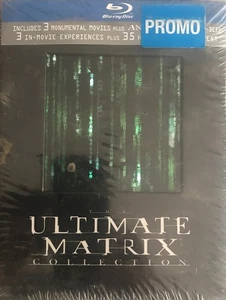 Blu-ray Disc
INCLUDES 3 MONUMENTAL MOVIES PLUS
3 IN-MOVIE EXPERIENCES PLUS 35
PROMO
THE
ULTIMATE
MATRIX
COLLECTION